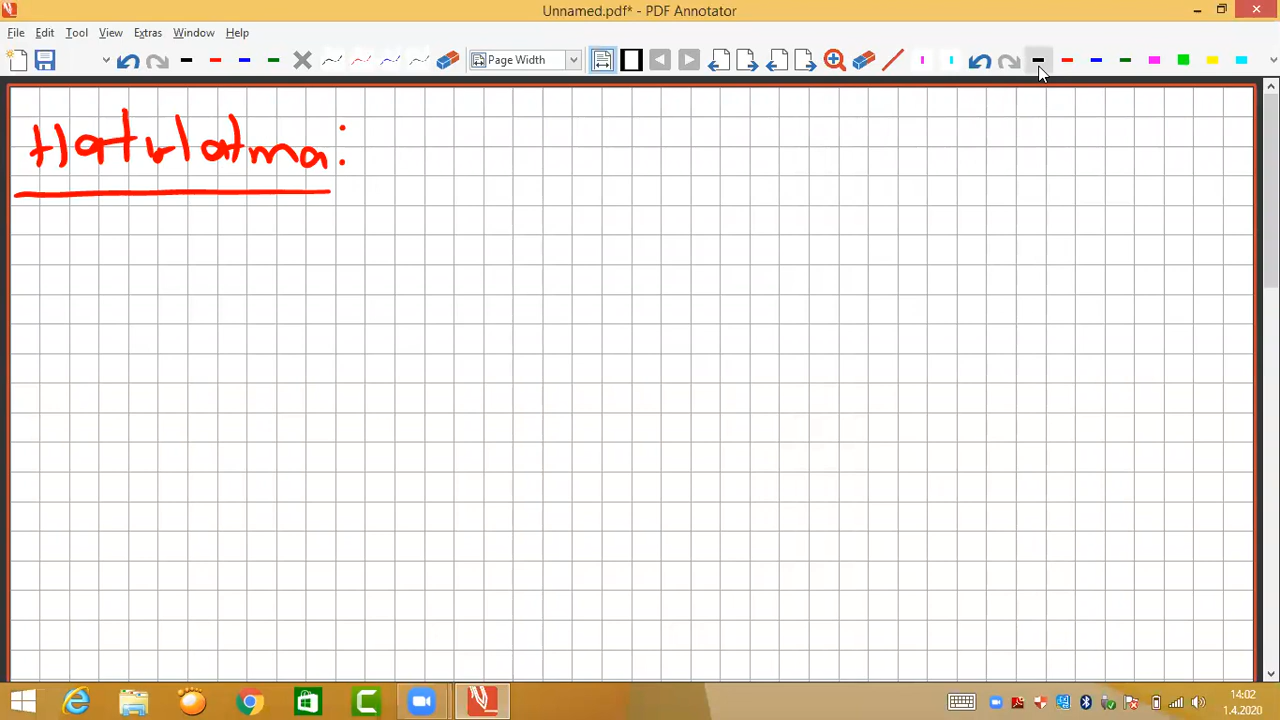 Unnamed.pdf* - PDF Annotator
File Edit Tool View Extras Window Help
Page Width
Hatırlatma:
14:02
1.4.2020